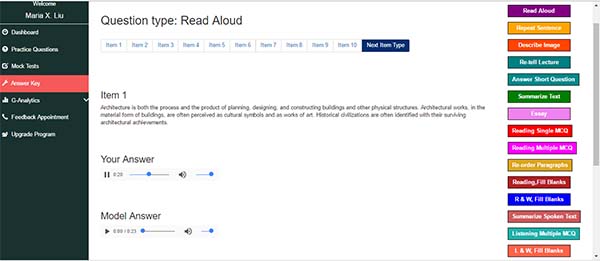 Welcome
Maria X. Liu
Dashboard
Practice Questions
Mock Tests
Answer Key
G-Analytics
Feedback Appointment
Upgrade Program
Question type: Read Aloud
Item 1 Item 2 Item 3 Item 4 Item 5 Item 6 Item 7 Item 8 Item 9 Item 10 Next Item Type
Item 1
Architecture is both the process and the product of planning, designing, and constructing buildings and other physical structures. Architectural works, in the
material form of buildings, are often perceived as cultural symbols and as works of art. Historical civilizations are often identified with their surviving
architectural achievements.
Your Answer
0:20
Model Answer
0:00 / 0:23
Read Aloud
Repeat Sentence
Describe Image
Re-tell Lecture
Answer Short Question
Summarize Text
Essay
Reading Single MCQ
Reading Multiple MCQ
Re-order Paragraphs
Reading,Fill Blanks
R & W, Fill Blanks
Summarize Spoken Text
Listening Multiple MCQ
L & W, Fill Blanks